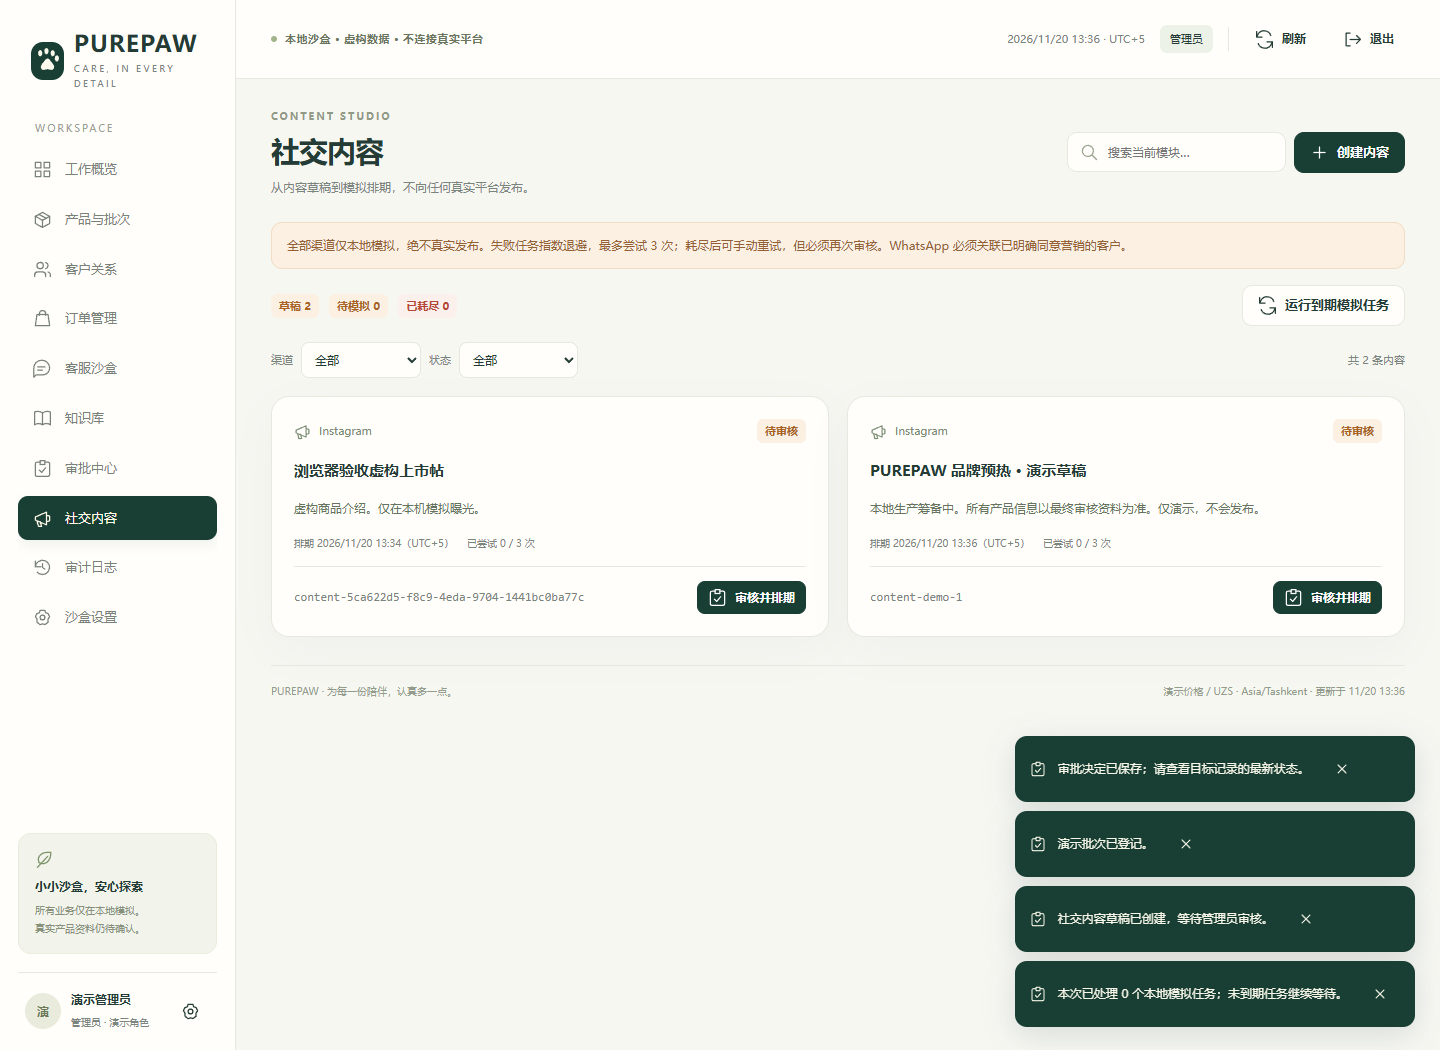 PUREPAW
CARE, IN EVERY
DETAIL
WORKSPACE
工作概览
产品与批次
客户关系
订单管理
客服沙盒
知识库
审批中心
社交内容
审计日志
沙盒设置
小小沙盒，安心探索
所有业务仅在本地模拟。
真实产品资料仍待确认。
演
演示管理员
管理员 · 演示角色
本地沙盒 • 虚构数据 • 不连接真实平台
2026/11/20 13:36 · UTC+5
管理员
刷新
退出
CONTENT STUDIO
社交内容
从内容草稿到模拟排期，不向任何真实平台发布。
搜索当前模块...
创建内容
全部渠道仅本地模拟，绝不真实发布。失败任务指数退避，最多尝试 3 次；耗尽后可手动重试，但必须再次审核。WhatsApp 必须关联已明确同意营销的客户。
草稿 2
待模拟 0
已耗尽 0
运行到期模拟任务
渠道
全部
状态
全部
共 2 条内容
Instagram
待审核
浏览器验收虚构上市帖
虚构商品介绍。仅在本机模拟曝光。
排期 2026/11/20 13:34（UTC+5） 已尝试 0 / 3 次
content-5ca622d5-f8c9-4eda-9704-1441bc0ba77c
审核并排期
Instagram
待审核
PUREPAW 品牌预热 • 演示草稿
本地生产筹备中。所有产品信息以最终审核资料为准。仅演示，不会发布。
排期 2026/11/20 13:36（UTC+5） 已尝试 0 / 3 次
content-demo-1
审核并排期
PUREPAW · 为每一份陪伴，认真多一点。
演示价格 / UZS · Asia/Tashkent · 更新于 11/20 13:36
审批决定已保存；请查看目标记录的最新状态。
演示批次已登记。
社交内容草稿已创建，等待管理员审核。
本次已处理 0 个本地模拟任务；未到期任务继续等待。